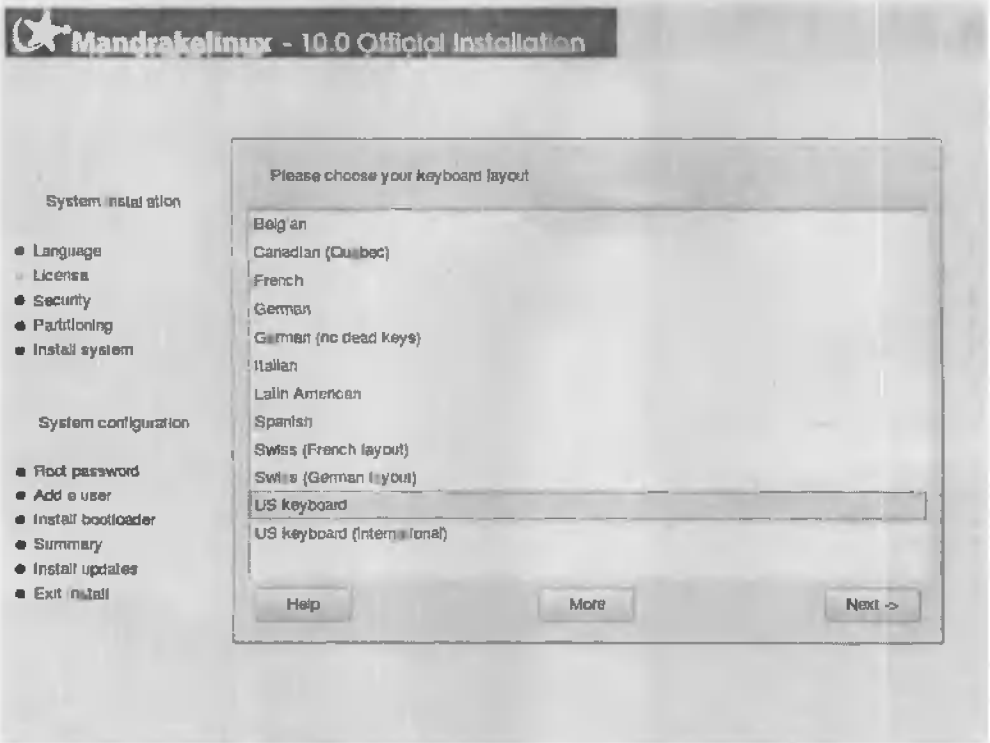 Mandrakelinux - 10.0 Official Installation
Please choose your keyboard layout
System installation
Language
License
Security
Partitioning
Install system
System configuration
Root password
Add a user
Install bootloader
Summary
Install updates
Exit install
Belgian
Canadian (Quebec)
French
German
German (no dead keys)
Italian
Latin American
Spanish
Swiss (French layout)
Swiss (German layout)
US keyboard
US keyboard (international)
Help
More
Next ->